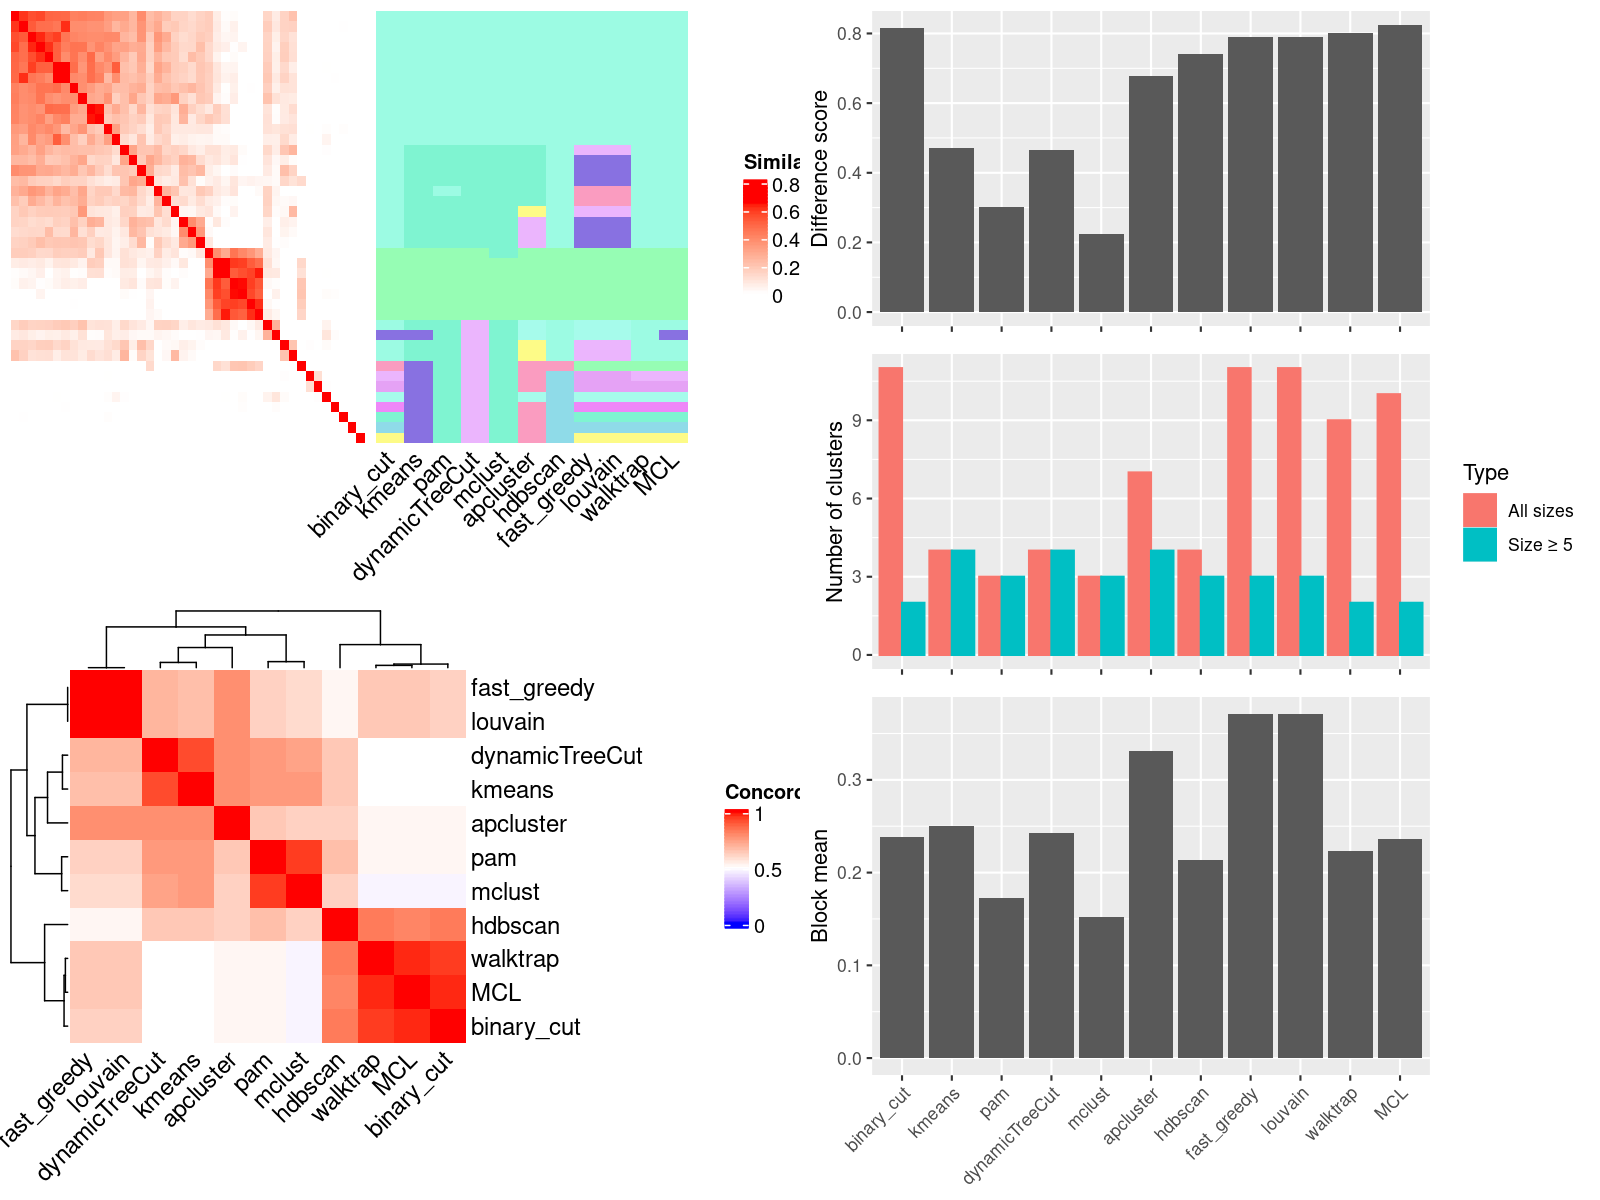 Simila
0.8
0.6
0.4
0.2
0
binary_cut
kmeans
pam
dynamicTreeCut
mclust
apcluster
hdbscan
fast_greedy
louvain
walktrap
MCL
fast_greedy
louvain
dynamicTreeCut
kmeans
apcluster
pam
mclust
hdbscan
walktrap
MCL
binary_cut
Concord
1
0.5
0
fast_greedy
louvain
dynamicTreeCut
kmeans
apcluster
pam
mclust
hdbscan
walktrap
MCL
binary_cut
Difference score
0.8
0.6
0.4
0.2
0.0
Number of clusters
9
6
3
0
Type
All sizes
Size ≥ 5
Block mean
0.3
0.2
0.1
0.0
binary_cut
kmeans
pam
dynamicTreeCut
mclust
apcluster
hdbscan
fast_greedy
louvain
walktrap
MCL